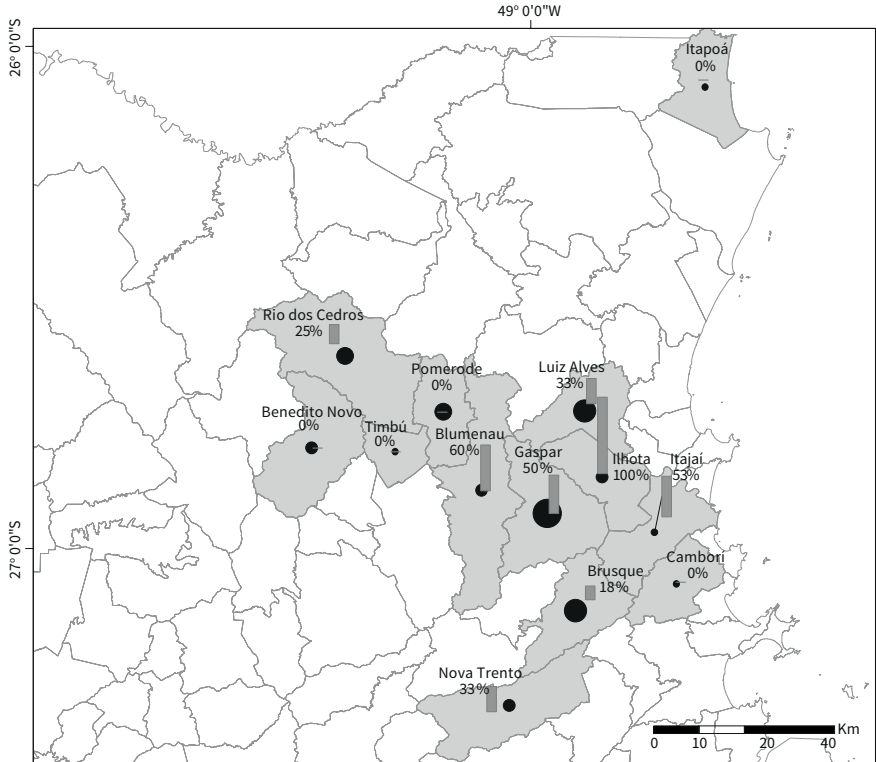 49° 0'0"W
26° 0'0"S
Itapoá
0%
Rio dos Cedros
25%
Pomerode
0%
Luiz Alves
33%
Benedito Novo
0%
Timbú
0%
Blumenau
60%
Gaspar
50%
Ilhota
100%
Itajaí
53%
27° 0'0"S
Camborí
0%
Brusque
18%
Nova Trento
33%
Km
0 10 20 40